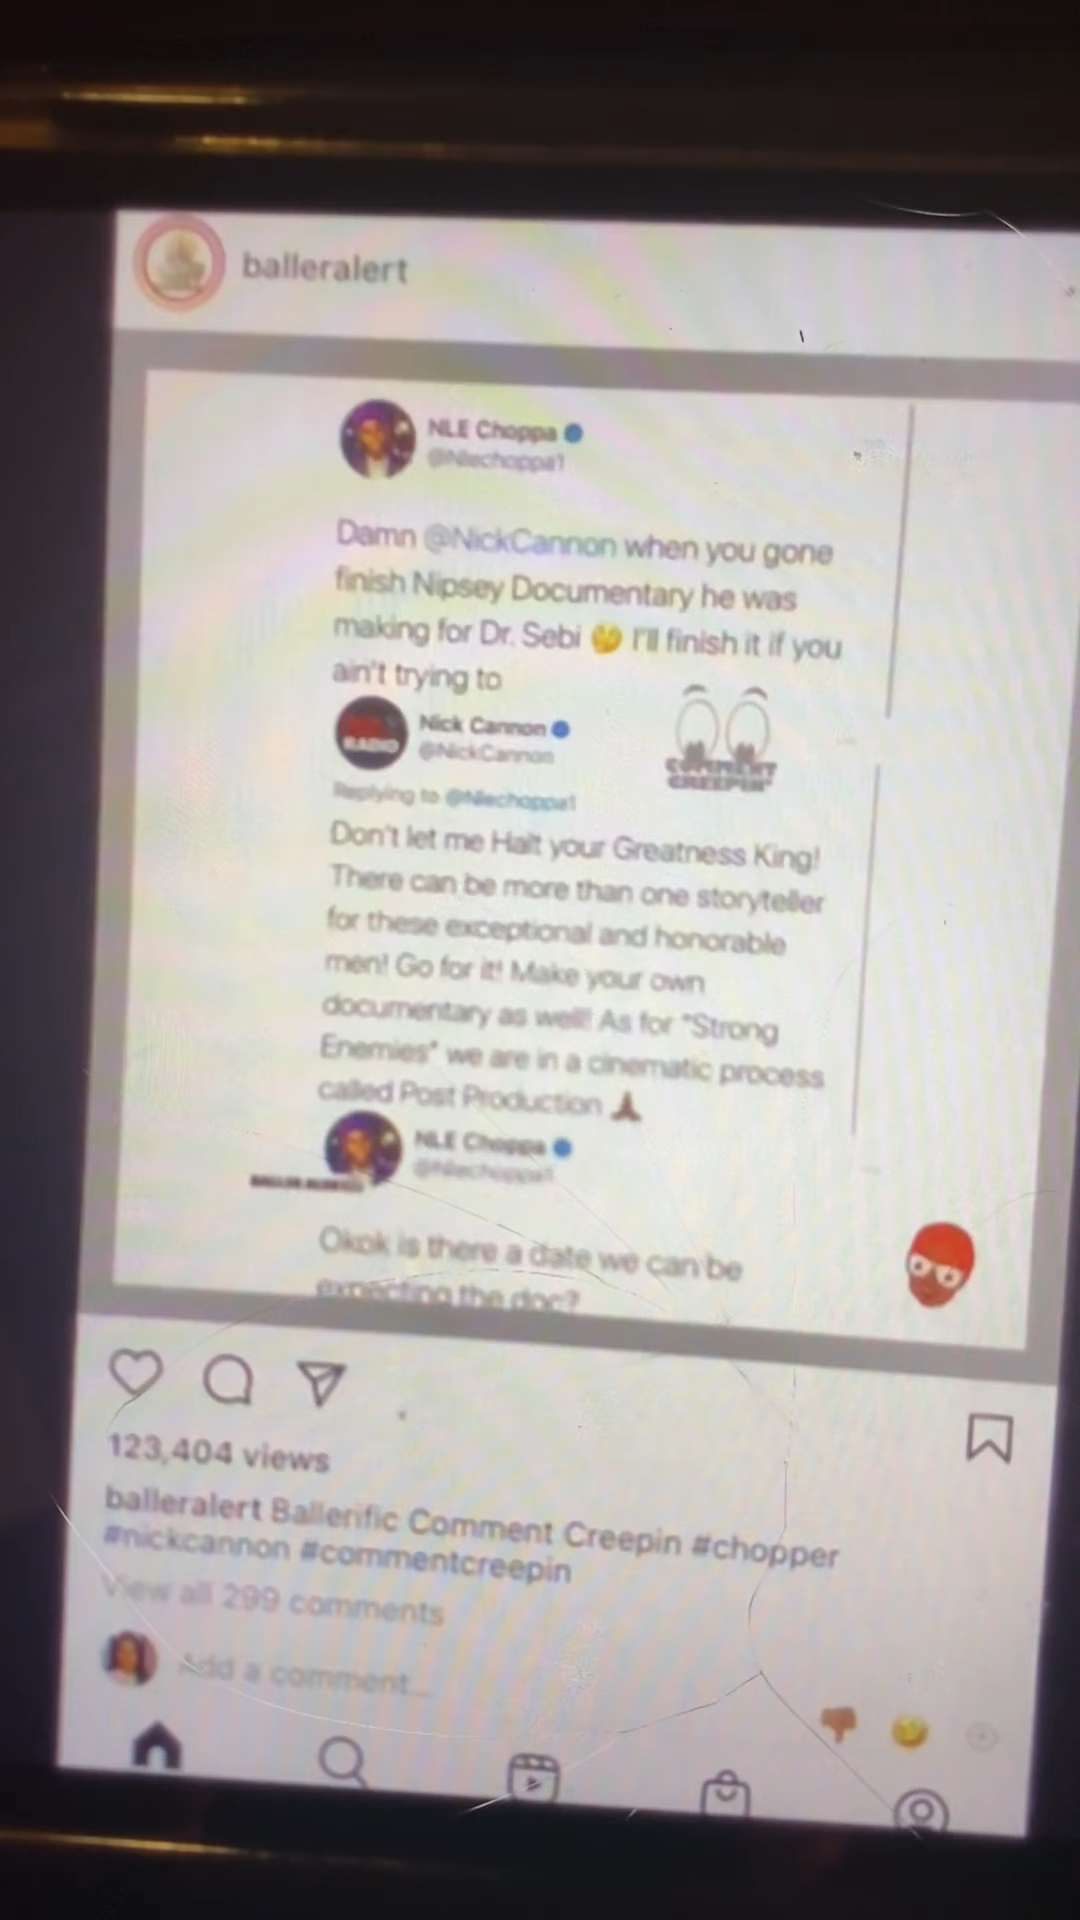 balleralert
NLE Choppa
@Nlechoppa1
Damn @NickCannon when you gone
finish Nipsey Documentary he was
making for Dr. Sebi 🤔 I'll finish it if you
ain't trying to
Nick Cannon
@NickCannon
RADIO
COMMENT
CREEPIN'
Replying to @Nlechoppa1
Don't let me Halt your Greatness King!
There can be more than one storyteller
for these exceptional and honorable
men! Go for it! Make your own
documentary as well! As for "Strong
Enemies" we are in a cinematic process
called Post Production 🙏🏾
NLE Choppa
@Nlechoppa1
Okok is there a date we can be
expecting the doc?
123,404 views
balleralert Ballerific Comment Creepin #chopper
#nickcannon #commentcreepin
View all 299 comments
Add a comment...